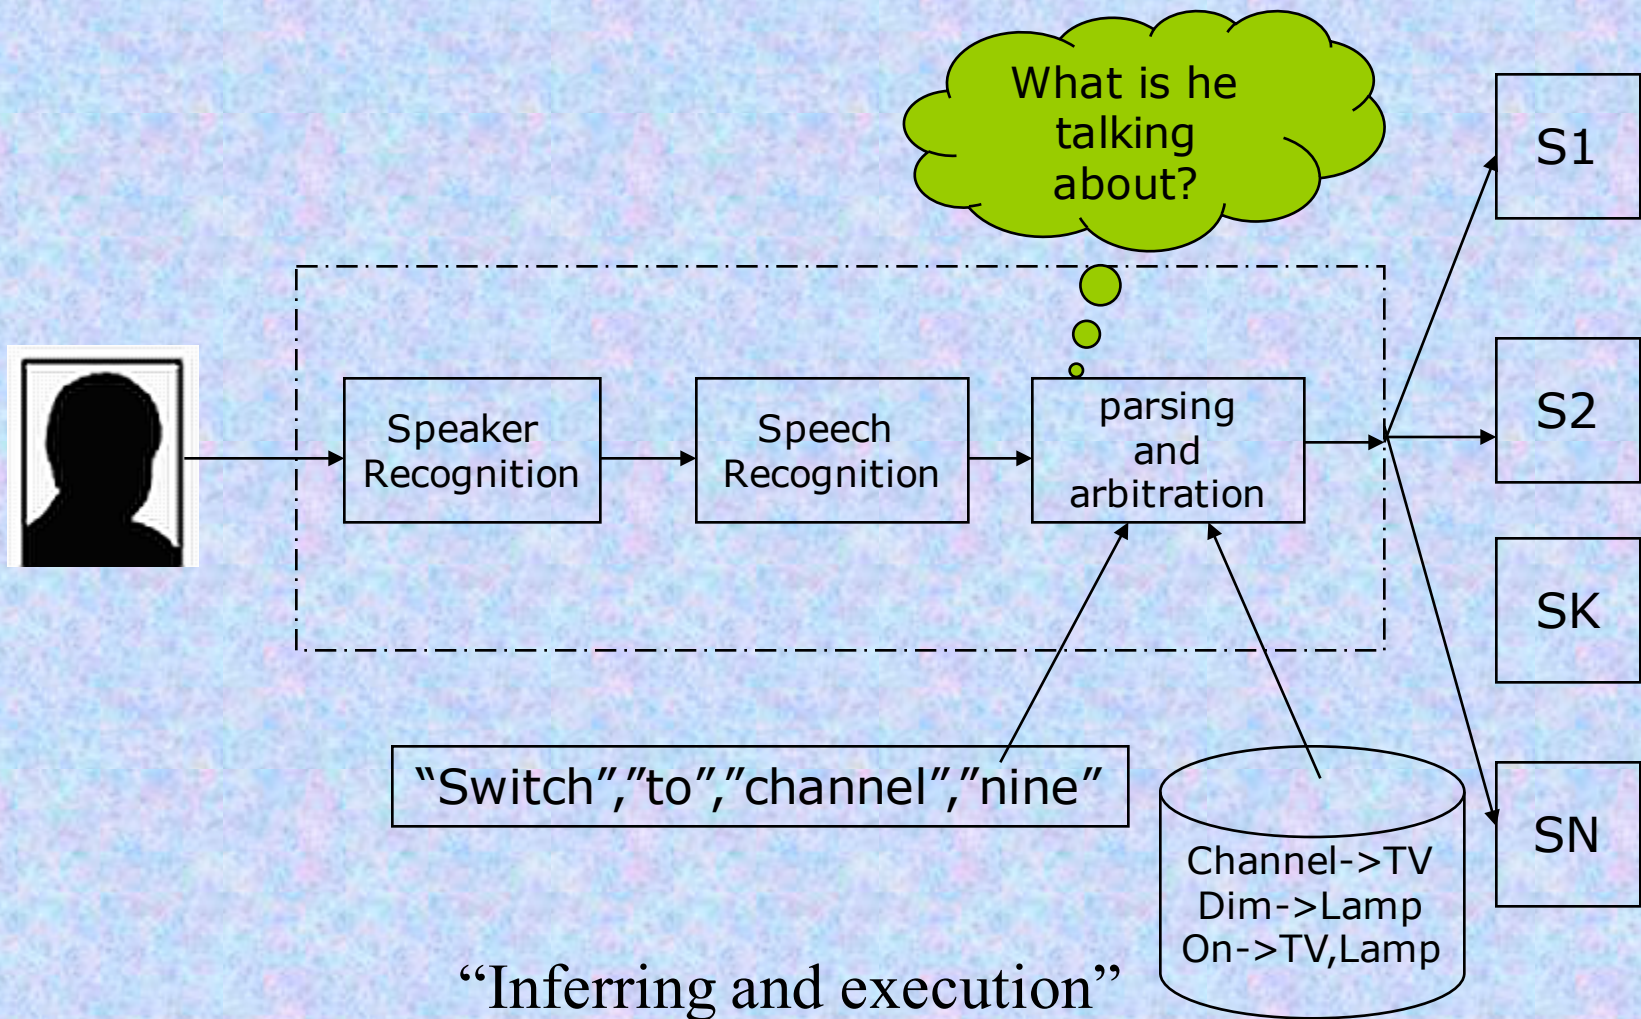 What is he
talking
about?
S1
Speaker
Recognition
Speech
Recognition
parsing
and
arbitration
S2
SK
“Switch”,”to”,”channel”,”nine”
SN
Channel->TV
Dim->Lamp
On->TV,Lamp
“Inferring and execution”